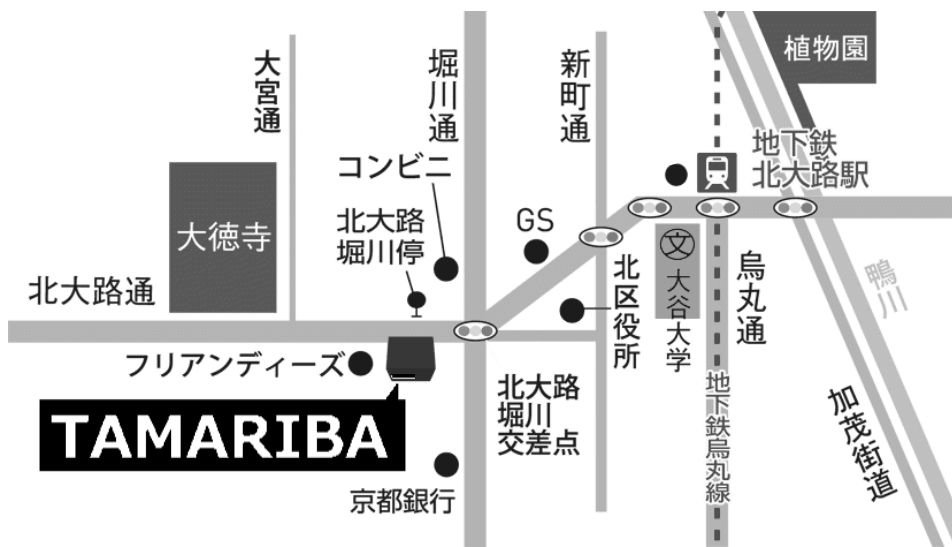 大宮通
堀川通
新町通
植物園
コンビニ
地下鉄
北大路駅
大徳寺
北大路
堀川停
GS
文
大谷大学
北区役所
烏丸通
鴨川
北大路通
フリアンディーズ
TAMARIBA
北大路
堀川
交差点
地下鉄烏丸線
加茂街道
京都銀行